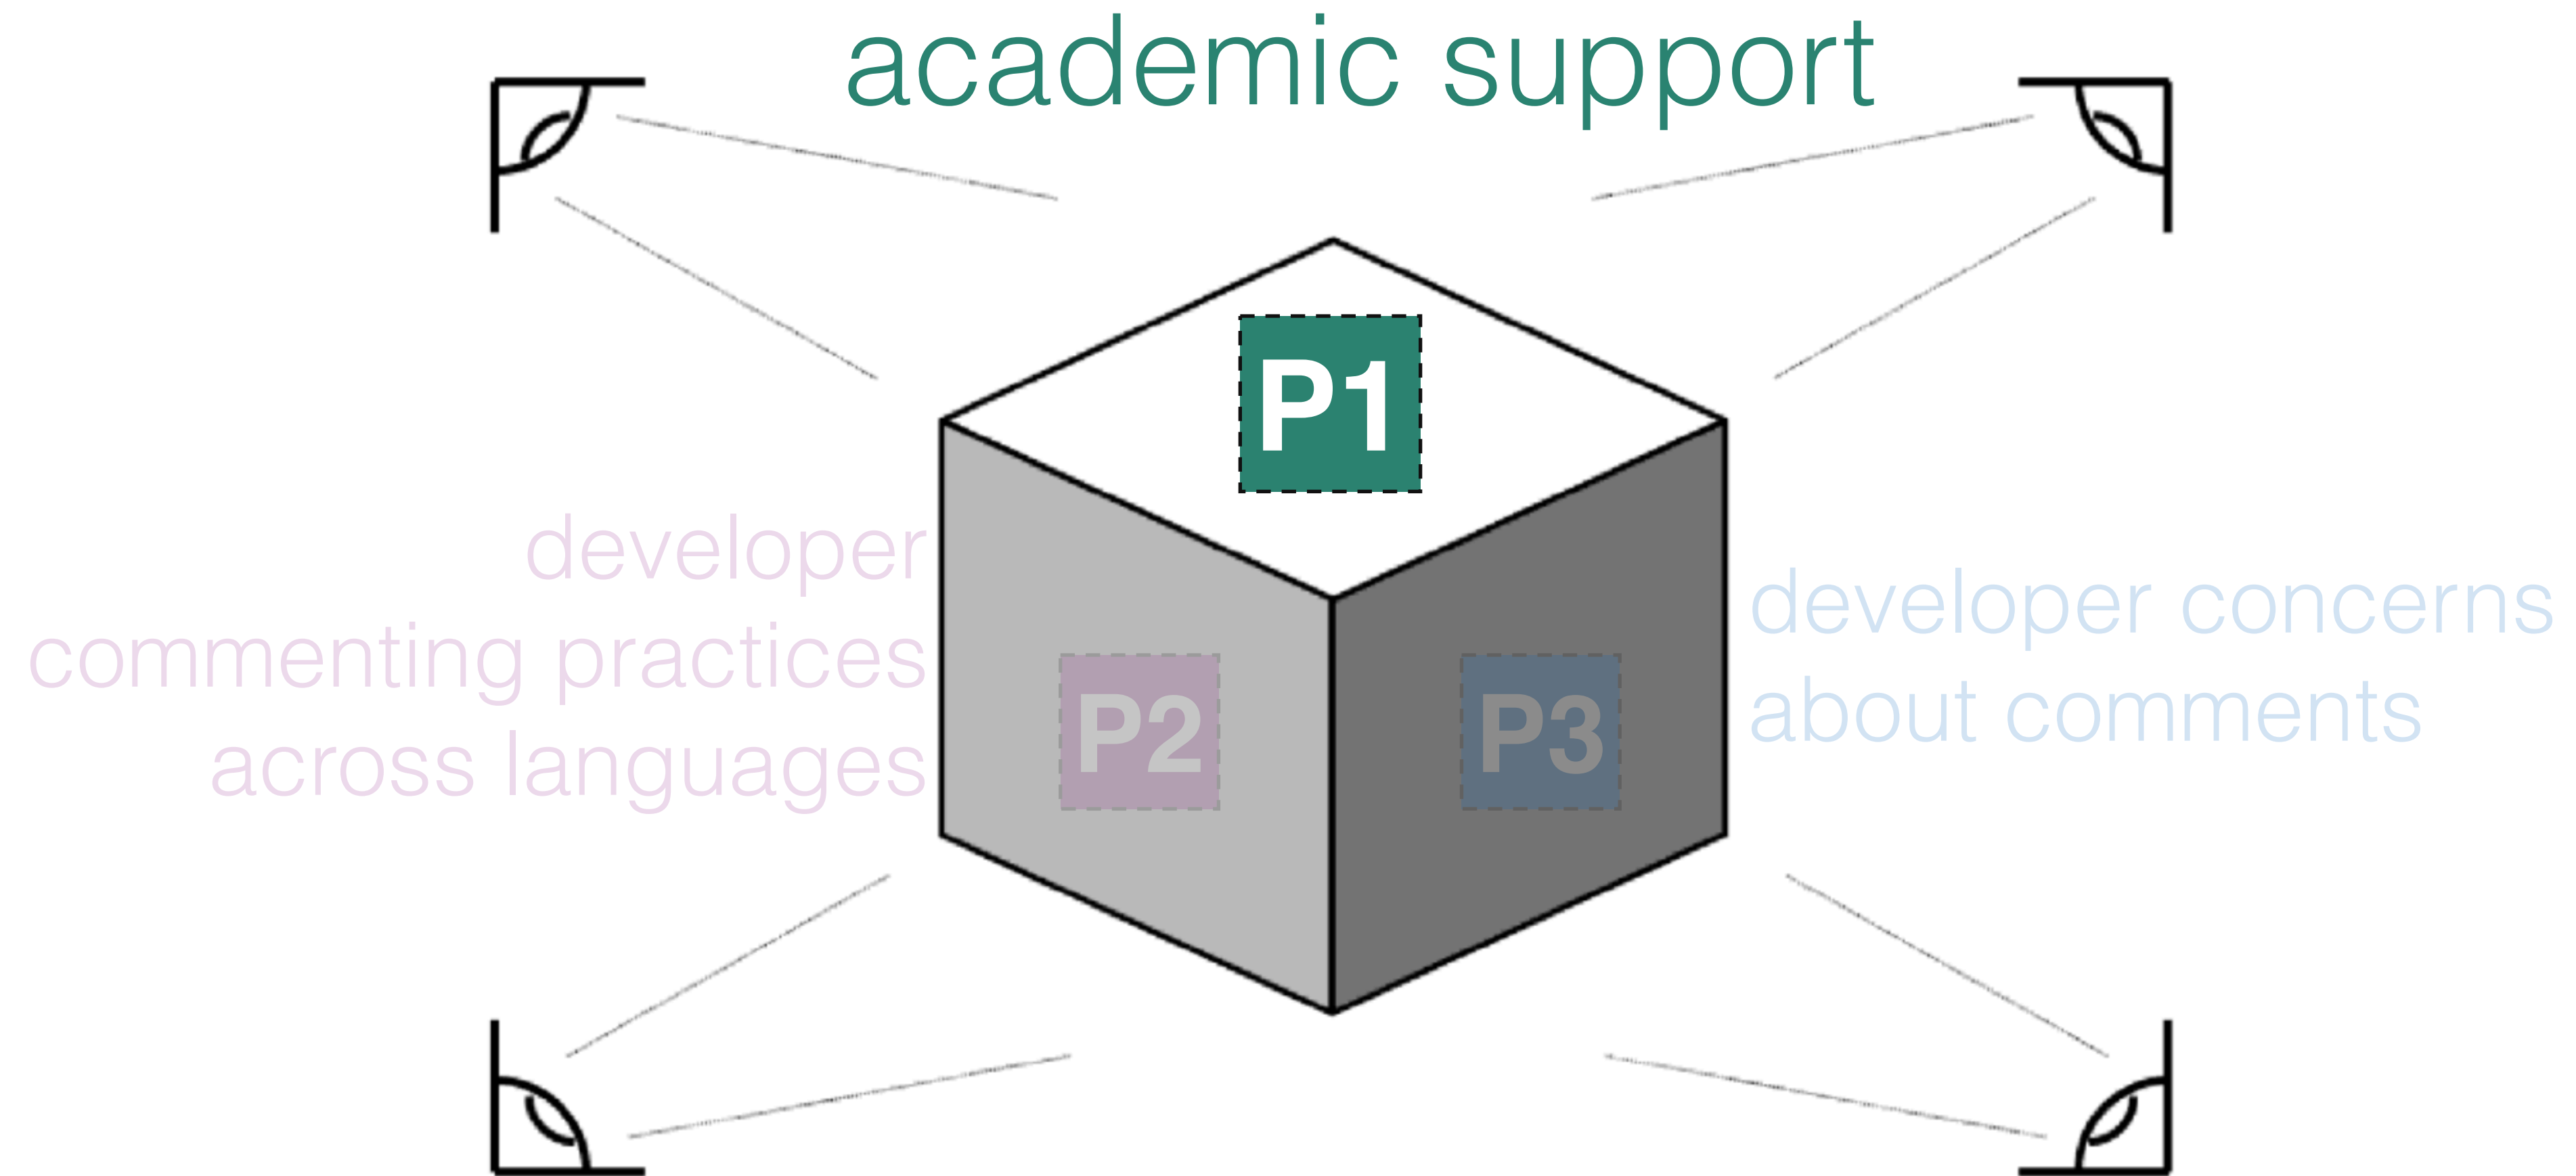 academic support
P1
developer
commenting practices
across languages
P2
P3
developer concerns
about comments